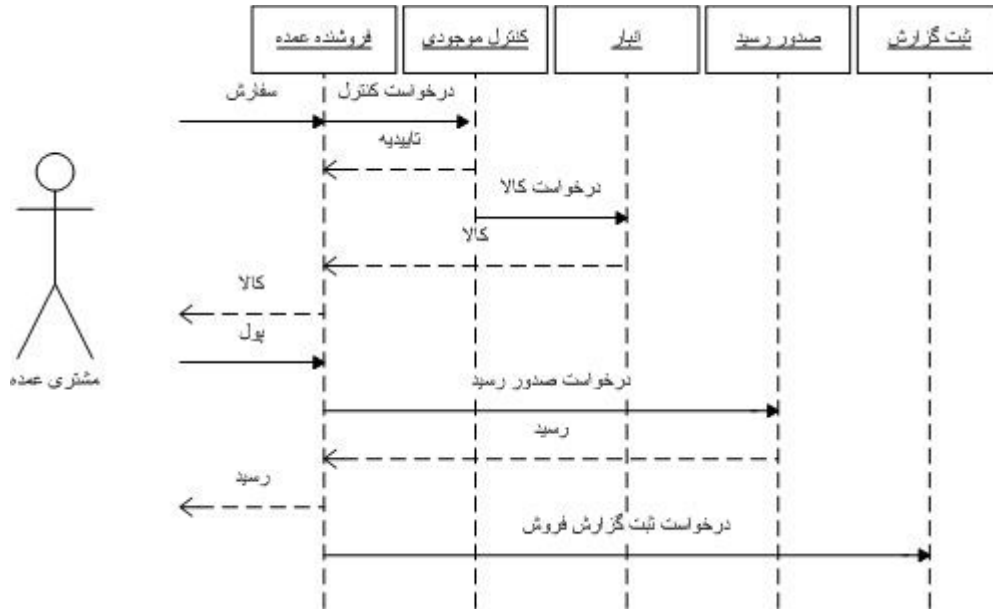 فروشنده عمده
کنترل موجودی
انبار
صدور رسید
ثبت گزارش
سفارش
درخواست کنترل
تاییدیه
درخواست کالا
کالا
کالا
پول
مشتری عمده
درخواست صدور رسید
رسید
رسید
درخواست ثبت گزارش فروش